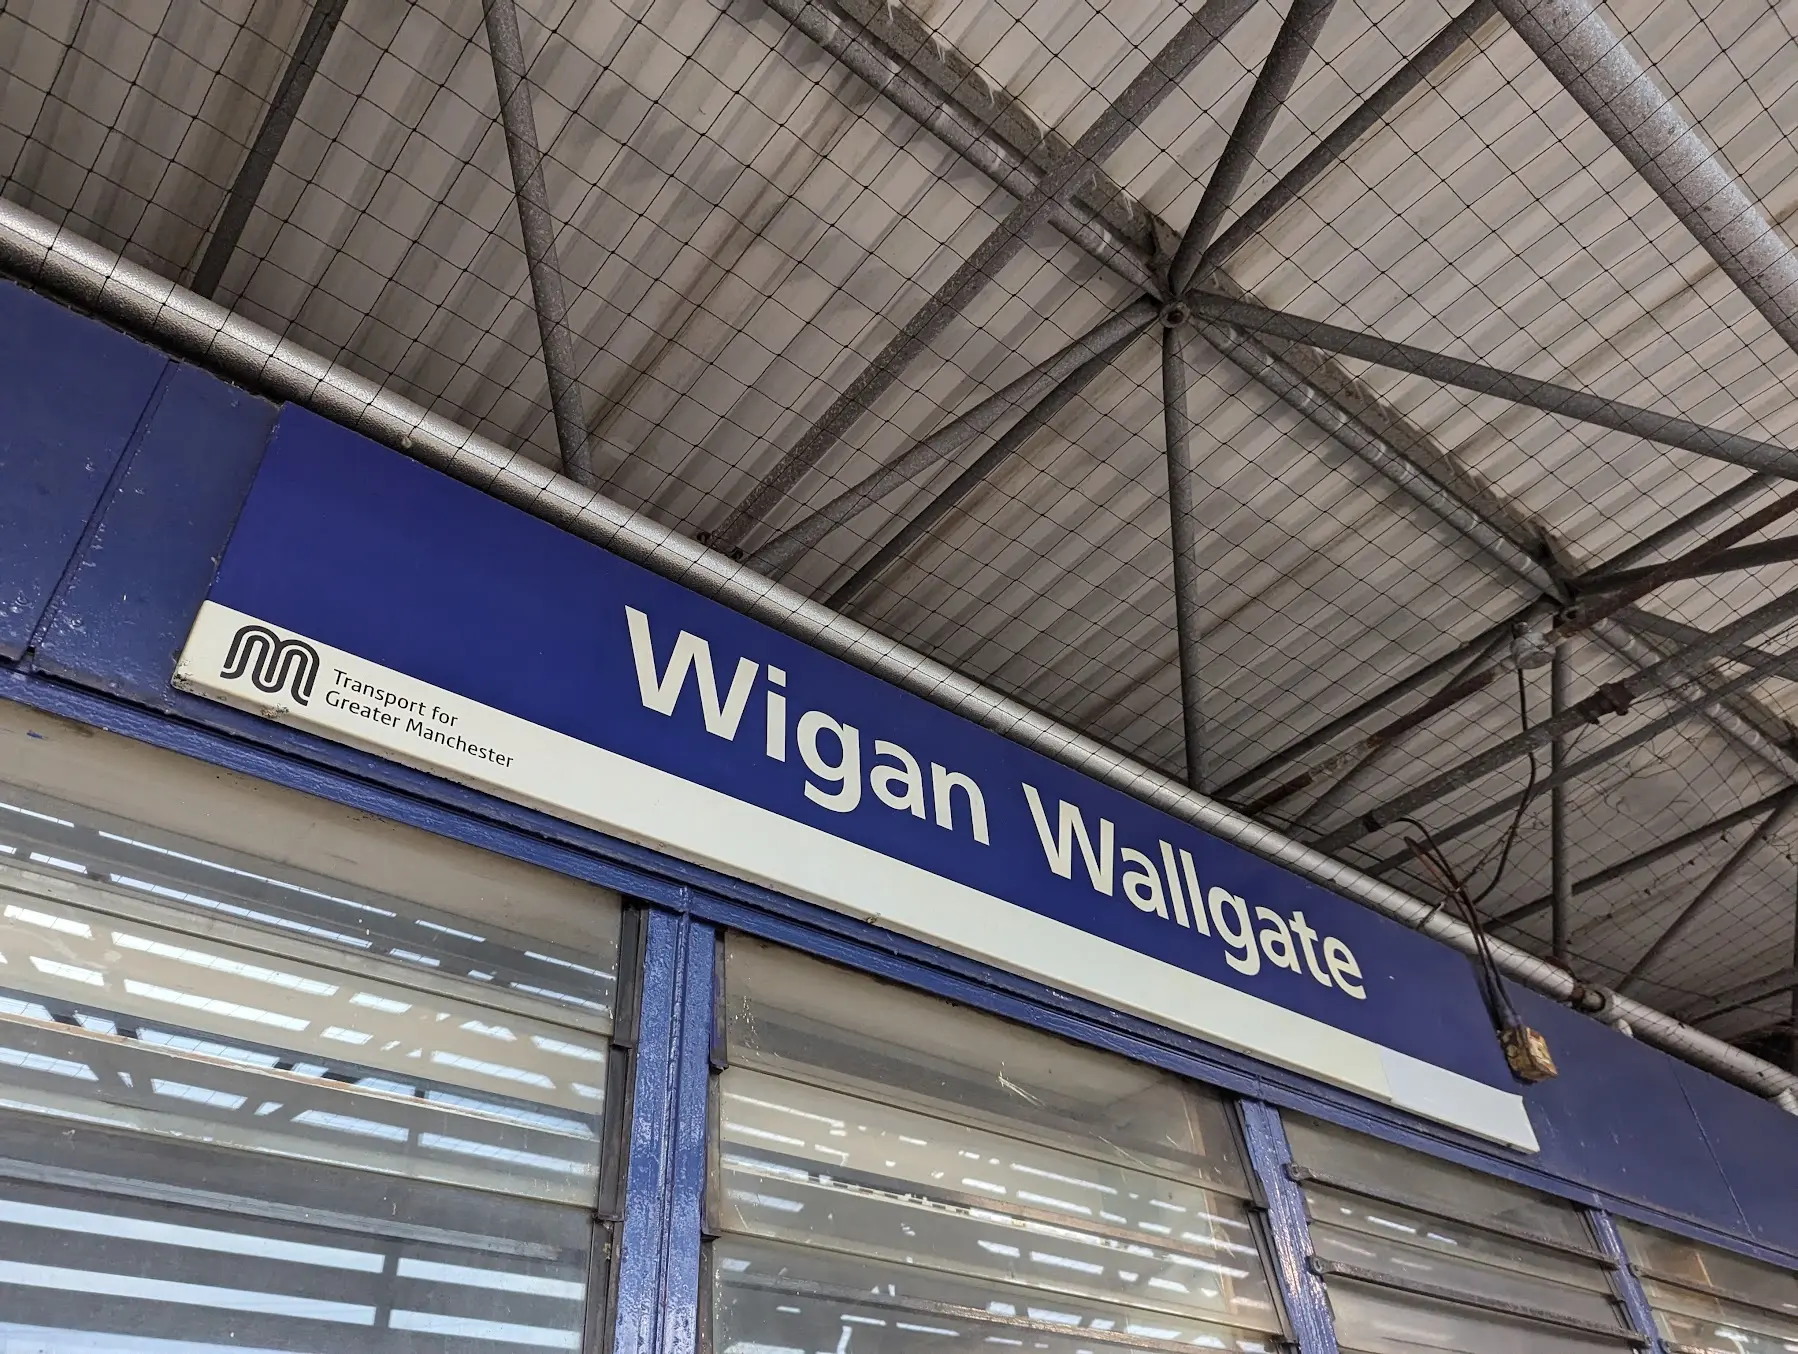 Wigan Wallgate
Transport for
Greater Manchester